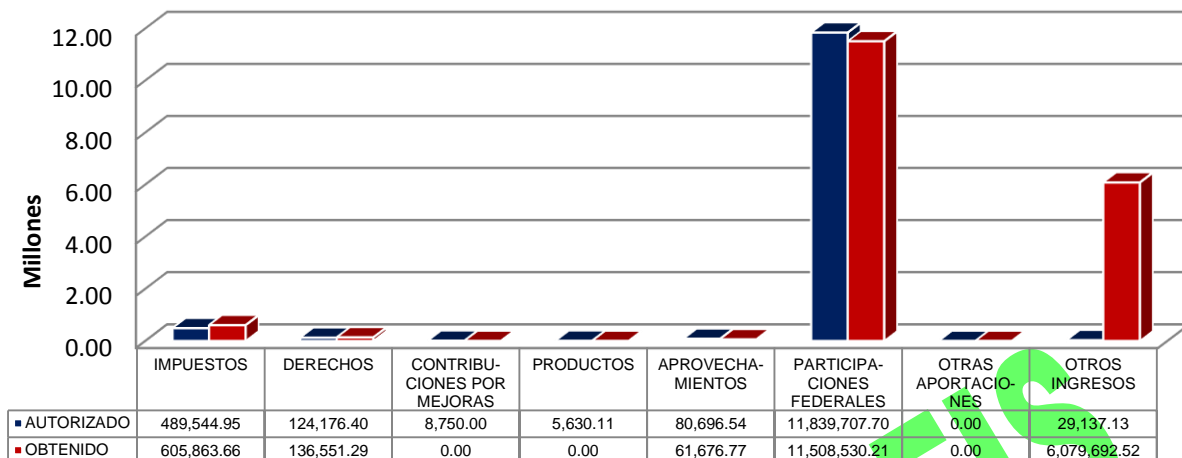 12.00
10.00
8.00
6.00
4.00
2.00
0.00
Millones
IMPUESTOS DERECHOS CONTRIBU-CIONES POR MEJORAS PRODUCTOS APROVECHA-MIENTOS PARTICIPA-CIONES FEDERALES OTRAS APORTACIO-NES OTROS INGRESOS
AUTORIZADO 489,544.95 124,176.40 8,750.00 5,630.11 80,696.54 11,839,707.70 0.00 29,137.13
OBTENIDO 605,863.66 136,551.29 0.00 0.00 61,676.77 11,508,530.21 0.00 6,079,692.52